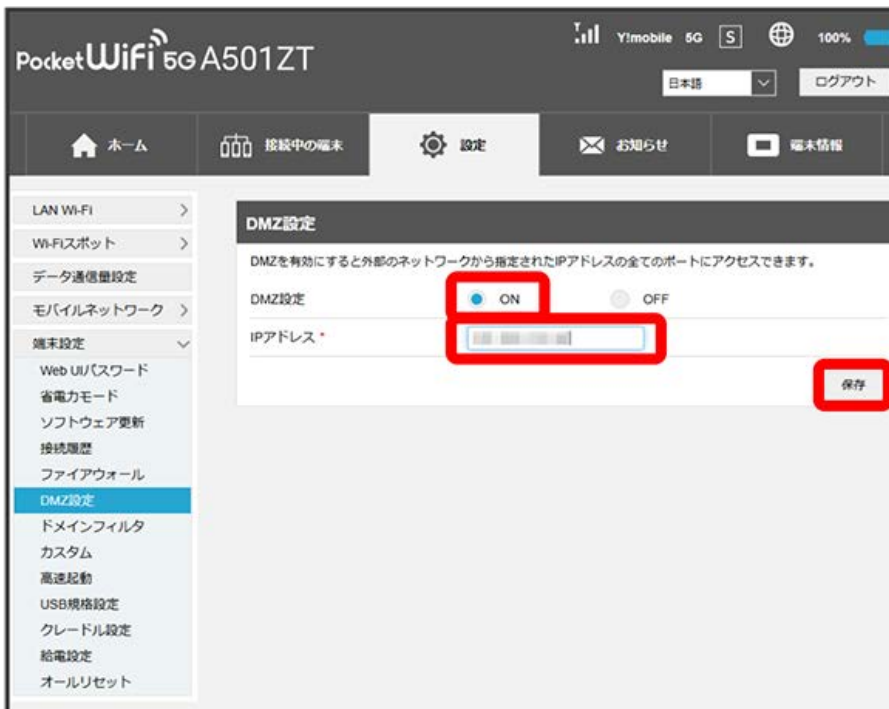 Pocket WiFi 5G A501ZT
Y!mobile 5G S 100%
日本語
ログアウト
ホーム
接続中の端末
設定
お知らせ
端末情報
LAN Wi-Fi
Wi-Fiスポット
データ通信量設定
モバイルネットワーク
端末設定
Web UIパスワード
省電力モード
ソフトウェア更新
接続履歴
ファイアウォール
DMZ設定
ドメインフィルタ
カスタム
高速起動
USB規格設定
クレードル設定
給電設定
オールリセット
DMZ設定
DMZを有効にすると外部のネットワークから指定されたIPアドレスの全てのポートにアクセスできます。
DMZ設定
ON
OFF
IPアドレス *
保存